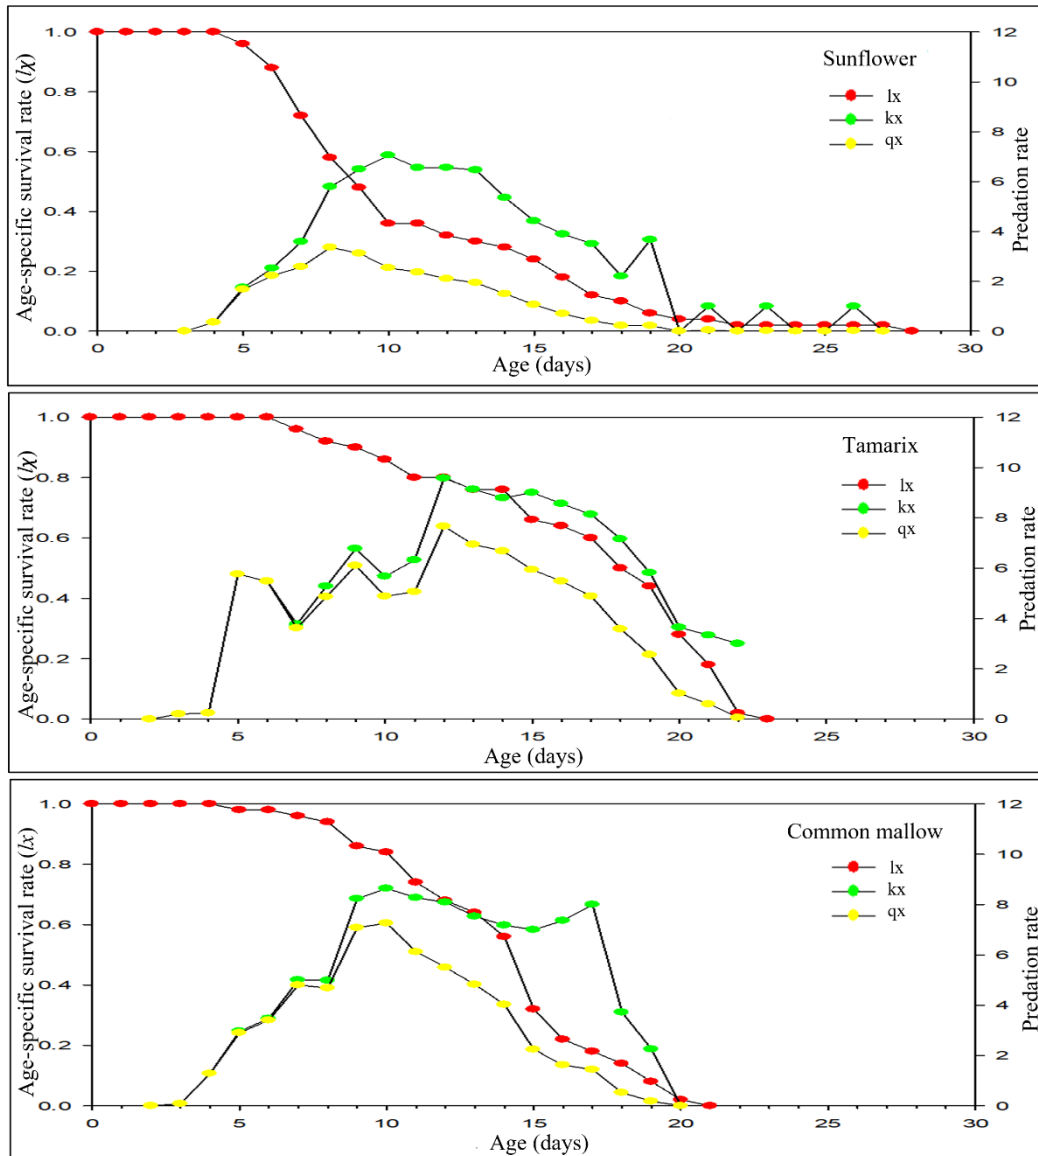 Sunflower
lx
kx
qx
Age-specific survival rate (lχ)
1.0
0.8
0.6
0.4
0.2
0.0
12
10
8
6
4
2
0
Predation rate
0 5 10 15 20 25 30
Age (days)
Tamarix
lx
kx
qx
Age-specific survival rate (lχ)
1.0
0.8
0.6
0.4
0.2
0.0
12
10
8
6
4
2
0
Predation rate
0 5 10 15 20 25 30
Age (days)
Common mallow
lx
kx
qx
Age-specific survival rate (lx)
1.0
0.8
0.6
0.4
0.2
0.0
12
10
8
6
4
2
0
Predation rate
0 5 10 15 20 25 30
Age (days)